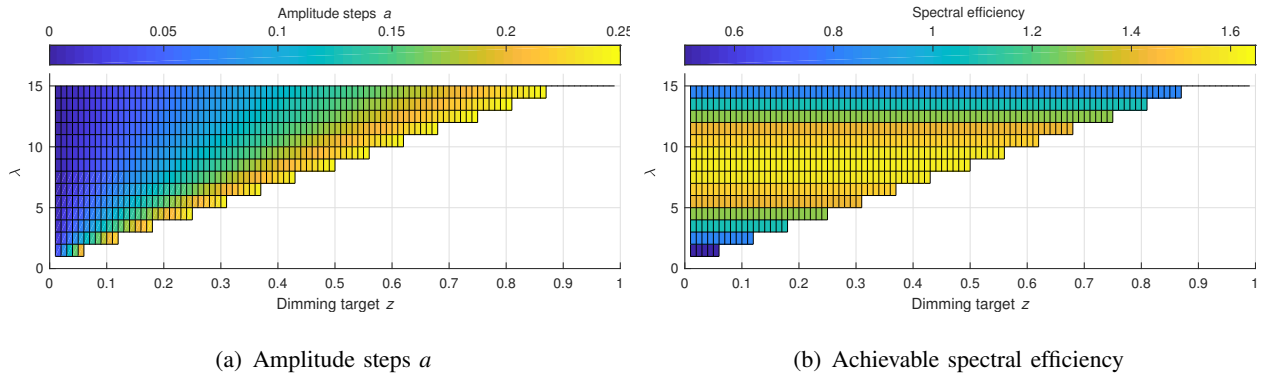 Amplitude steps a
0 0.05 0.1 0.15 0.2 0.25
15
10
5
0
λ
0 0.1 0.2 0.3 0.4 0.5 0.6 0.7 0.8 0.9 1
Dimming target z
(a) Amplitude steps a
Spectral efficiency
0.6 0.8 1 1.2 1.4 1.6
15
10
5
0
λ
0 0.1 0.2 0.3 0.4 0.5 0.6 0.7 0.8 0.9 1
Dimming target z
(b) Achievable spectral efficiency